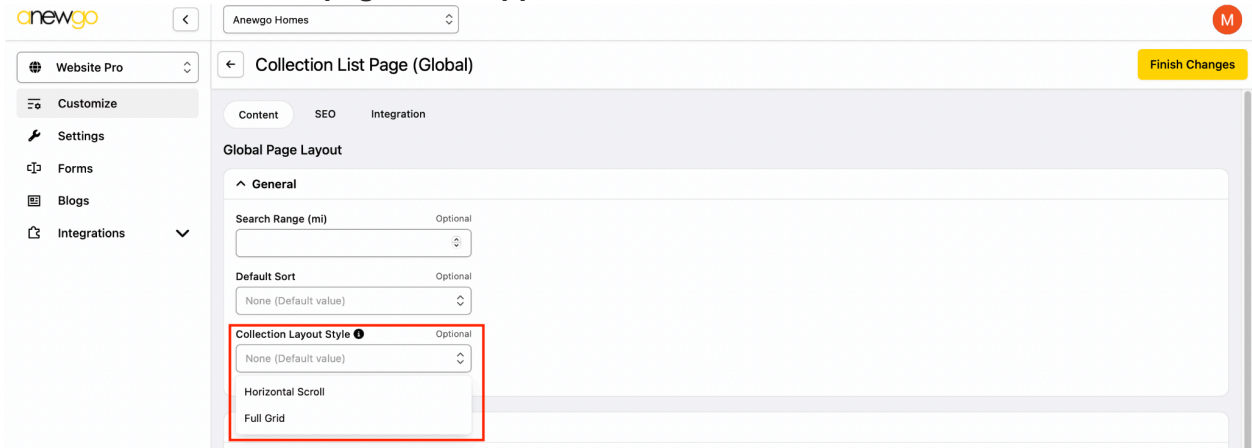 anewgo
Anewgo Homes
M
Website Pro
Collection List Page (Global)
Finish Changes
Customize
Settings
Forms
Blogs
Integrations
Content SEO Integration
Global Page Layout
General
Search Range (mi) Optional
Default Sort Optional
None (Default value)
Collection Layout Style Optional
None (Default value)
Horizontal Scroll
Full Grid